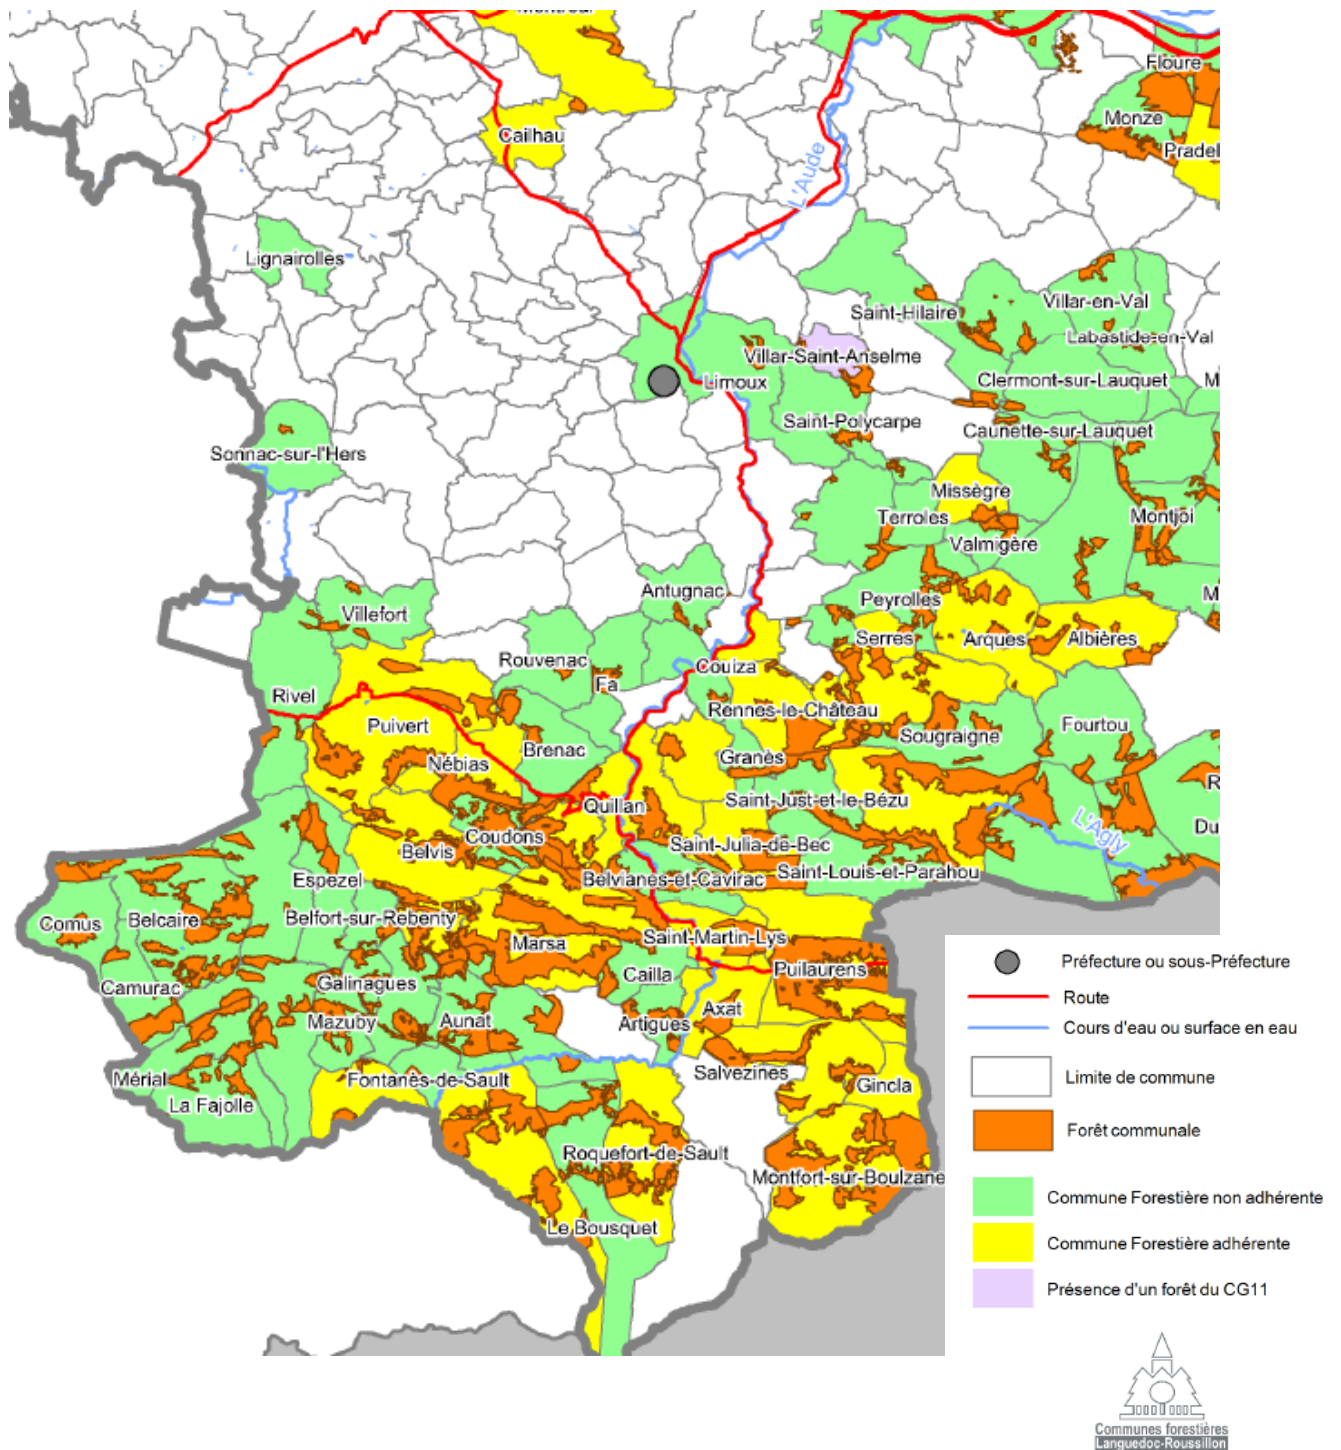 Montréal
Floure
Monze
Cailhau
Pradel
L'Aude
Lignairolles
Villar-en-Val
Saint-Hilaire
Labastide-en-Val
Villar-Saint-Anselme
Limoux
Clermont-sur-Lauquet
M
Saint-Polycarpe
Caunette-sur-Lauquet
Sonnac-sur-l'Hers
Missègre
Terroles
Montjoi
Valmigère
Antugnac
Peyrolles
M
Villefort
Serres
Arques
Albières
Rouvenac
Couiza
Fa
Rivel
Rennes-le-Château
Puivert
Fourtou
Sougraigne
Brenac
Granès
Nébias
R
Quillan
Saint-Just-et-le-Bézu
L'Agly
Du
Coudons
Saint-Julia-de-Bec
Belvis
Espezel
Belvianes-et-Cavirac
Saint-Louis-et-Parahou
Comus
Belcaire
Belfort-sur-Rebenty
Marsa
Saint-Martin-Lys
Puilaurens
Cailla
Camurac
Galinagues
Axat
Mazuby
Aunat
Artigues
Mérial
Fontanès-de-Sault
Salvezines
Gincla
La Fajolle
Roquefort-de-Sault
Montfort-sur-Boulzane
Le Bousquet
Préfecture ou sous-Préfecture
Route
Cours d'eau ou surface en eau
Limite de commune
Forêt communale
Commune Forestière non adhérente
Commune Forestière adhérente
Présence d'un forêt du CG11
Communes forestières
Languedoc-Roussillon